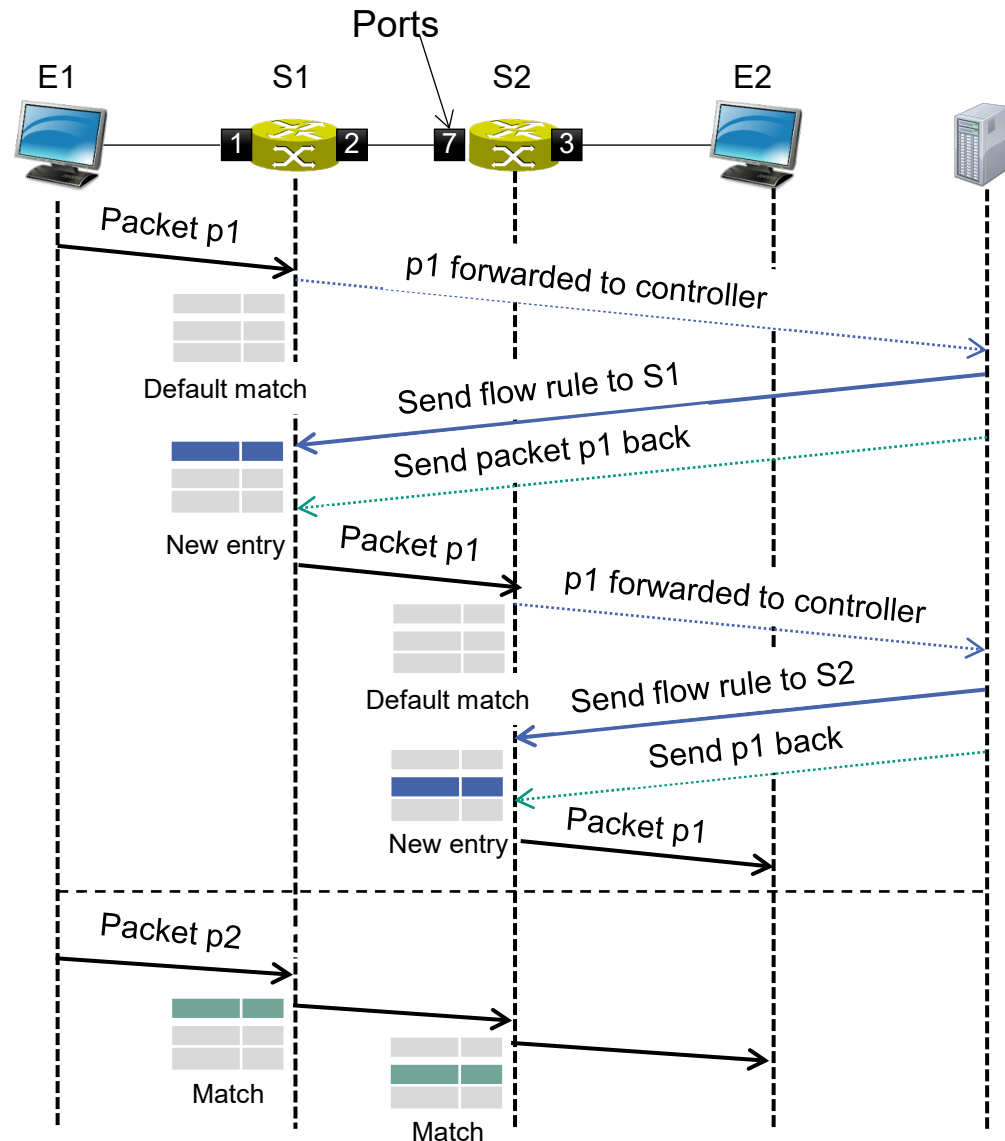 Ports
E1
S1
S2
E2
1
2
7
3
Packet p1
p1 forwarded to controller
Default match
Send flow rule to S1
Send packet p1 back
New entry
Packet p1
p1 forwarded to controller
Default match
Send flow rule to S2
Send p1 back
New entry
Packet p1
Packet p2
Match
Match